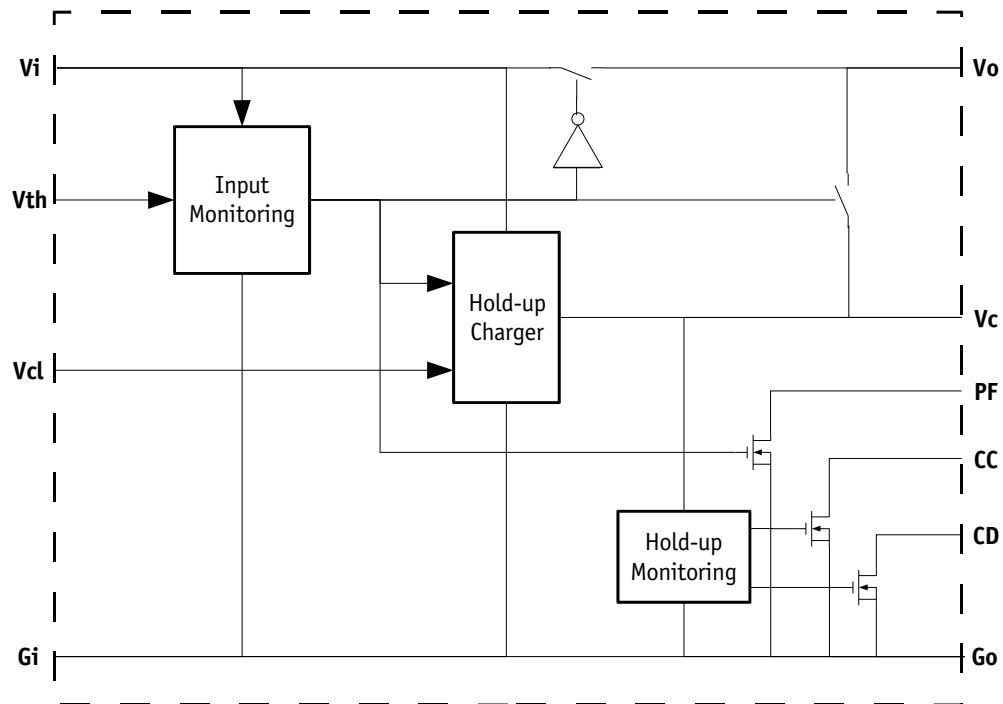 Vi
Vo
Input
Monitoring
Vth
Hold-up
Charger
Vc
Vcl
PF
CC
Hold-up
Monitoring
CD
Gi
Go